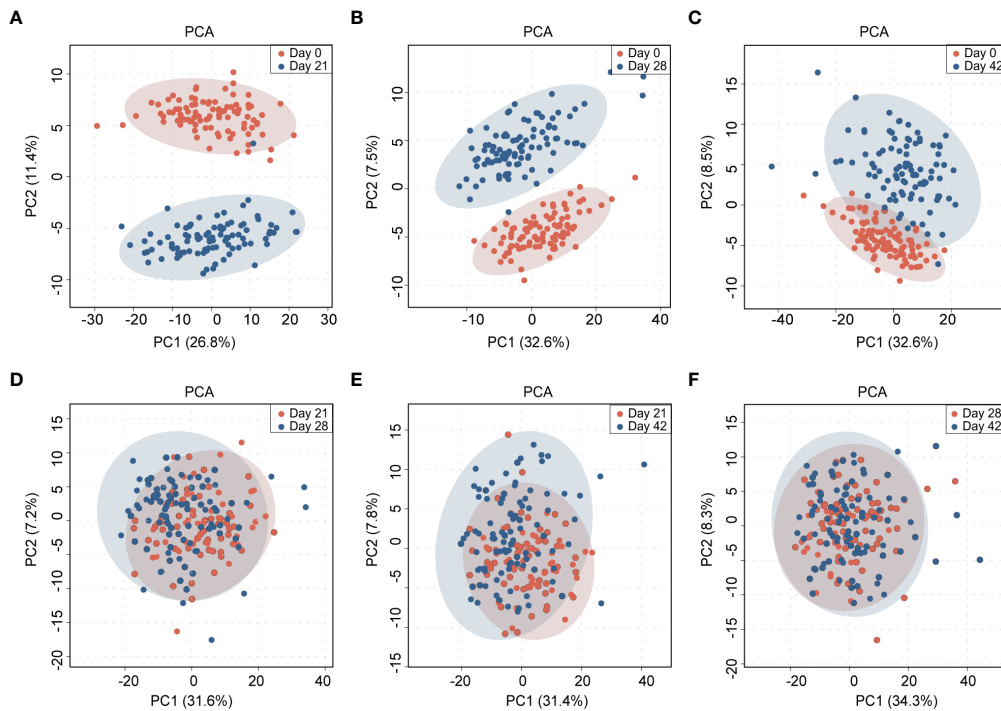 A
PCA
Day 0
Day 21
10
5
0
-5
-10
PC2 (11.4%)
-30 -20 -10 0 10 20 30
PC1 (26.8%)
B
PCA
Day 0
Day 28
10
5
0
-5
-10
PC2 (7.5%)
-20 0 20 40
PC1 (32.6%)
C
PCA
Day 0
Day 42
15
10
5
0
-5
-10
PC2 (8.5%)
-40 -20 0 20
PC1 (32.6%)
D
PCA
Day 21
Day 28
15
10
5
0
-5
-10
-15
-20
PC2 (7.2%)
-20 0 20 40
PC1 (31.6%)
E
PCA
Day 21
Day 42
15
10
5
0
-5
-10
-15
PC2 (7.8%)
-20 0 20 40
PC1 (31.4%)
F
PCA
Day 28
Day 42
15
10
5
0
-5
-10
-15
-20
PC2 (8.3%)
-20 0 20 40
PC1 (34.3%)